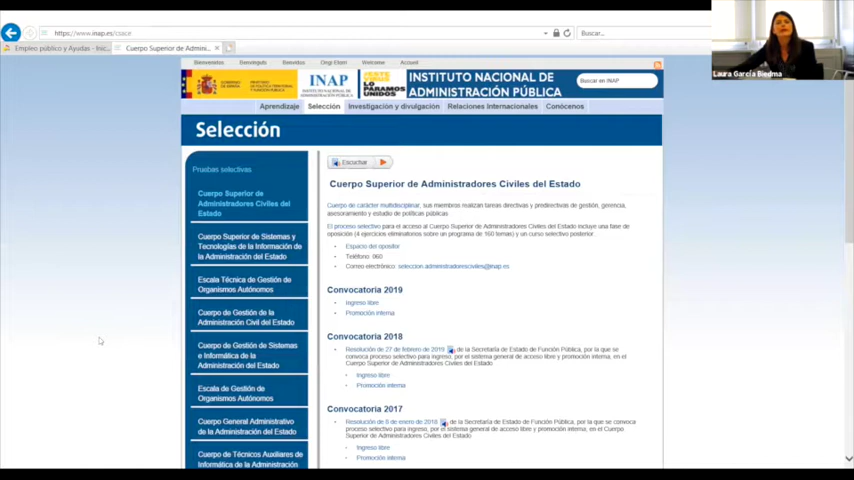 https://www.inap.es/csace
Buscar...
Empleo público y Ayudas - Inic...
Cuerpo Superior de Admini...
Laura García Biedma
Bienvenidos
Benvinguts
Benvidos
Ongi Etorri
Welcome
Accueil
INAP
#ESTE
VIRUS
LO
PARAMOS
UNIDOS
INSTITUTO NACIONAL DE
ADMINISTRACIÓN PÚBLICA
Buscar en INAP
Aprendizaje
Selección
Investigación y divulgación
Relaciones Internacionales
Conócenos
Selección
Pruebas selectivas
Cuerpo Superior de
Administradores Civiles del
Estado
Cuerpo Superior de Sistemas y
Tecnologías de la Información de
la Administración del Estado
Escala Técnica de Gestión de
Organismos Autónomos
Cuerpo de Gestión de la
Administración Civil del Estado
Cuerpo de Gestión de Sistemas
e Informática de la
Administración del Estado
Escala de Gestión de
Organismos Autónomos
Cuerpo General Administrativo
de la Administración del Estado
Cuerpo de Técnicos Auxiliares de
Informática de la Administración
Escuchar
Cuerpo Superior de Administradores Civiles del Estado
Cuerpo de carácter multidisciplinar, sus miembros realizan tareas directivas y predirectivas de gestión, gerencia,
asesoramiento y estudio de políticas públicas
El proceso selectivo para el acceso al Cuerpo Superior de Administradores Civiles del Estado incluye una fase de
oposición (4 ejercicios eliminatorios sobre un programa de 160 temas) y un curso selectivo posterior
Espacio del opositor
Teléfono: 060
Correo electrónico: seleccion.administradoresciviles@inap.es
Convocatoria 2019
Ingreso libre
Promoción interna
Convocatoria 2018
Resolución de 27 de febrero de 2019 de la Secretaría de Estado de Función Pública, por la que se
convoca proceso selectivo para ingreso, por el sistema general de acceso libre y promoción interna, en el
Cuerpo Superior de Administradores Civiles del Estado
Ingreso libre
Promoción interna
Convocatoria 2017
Resolución de 8 de enero de 2018 de la Secretaría de Estado de Función Pública, por la que se convoca
proceso selectivo para ingreso, por el sistema general de acceso libre y promoción interna, en el Cuerpo
Superior de Administradores Civiles del Estado
Ingreso libre
Promoción interna